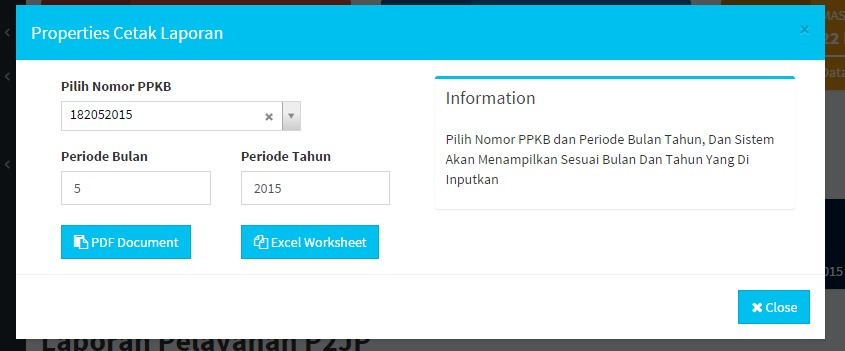 Properties Cetak Laporan
×
Pilih Nomor PPKB
182052015
Periode Bulan
Periode Tahun
5
2015
PDF Document
Excel Worksheet
Information
Pilih Nomor PPKB dan Periode Bulan Tahun, Dan Sistem
Akan Menampilkan Sesuai Bulan Dan Tahun Yang Di
Inputkan
Close
Laporan Pelayanan P2JP